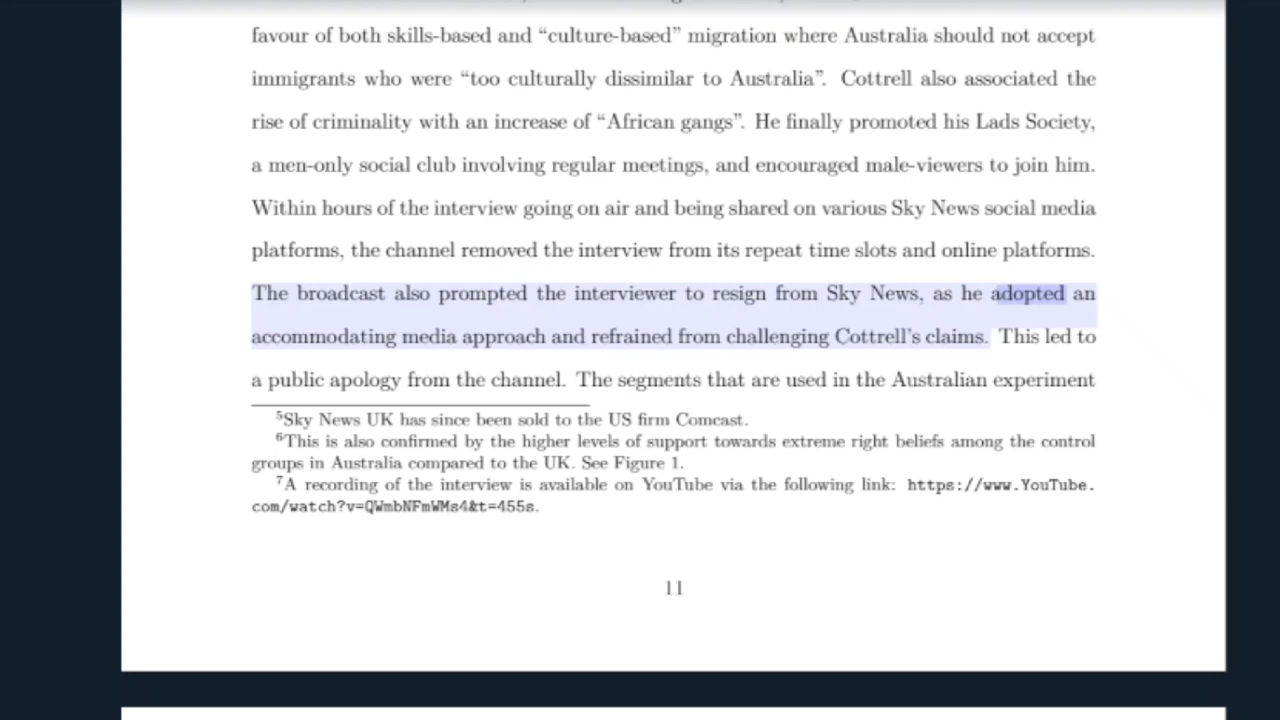 favour of both skills-based and “culture-based” migration where Australia should not accept
immigrants who were “too culturally dissimilar to Australia”. Cottrell also associated the
rise of criminality with an increase of “African gangs”. He finally promoted his Lads Society,
a men-only social club involving regular meetings, and encouraged male-viewers to join him.
Within hours of the interview going on air and being shared on various Sky News social media
platforms, the channel removed the interview from its repeat time slots and online platforms.
The broadcast also prompted the interviewer to resign from Sky News, as he adopted an
accommodating media approach and refrained from challenging Cottrell’s claims. This led to
a public apology from the channel. The segments that are used in the Australian experiment
⁵Sky News UK has since been sold to the US firm Comcast.
⁶This is also confirmed by the higher levels of support towards extreme right beliefs among the control
groups in Australia compared to the UK. See Figure 1.
⁷A recording of the interview is available on YouTube via the following link: https://www.YouTube.
com/watch?v=QWmbNFmWMs4&t=455s.
11